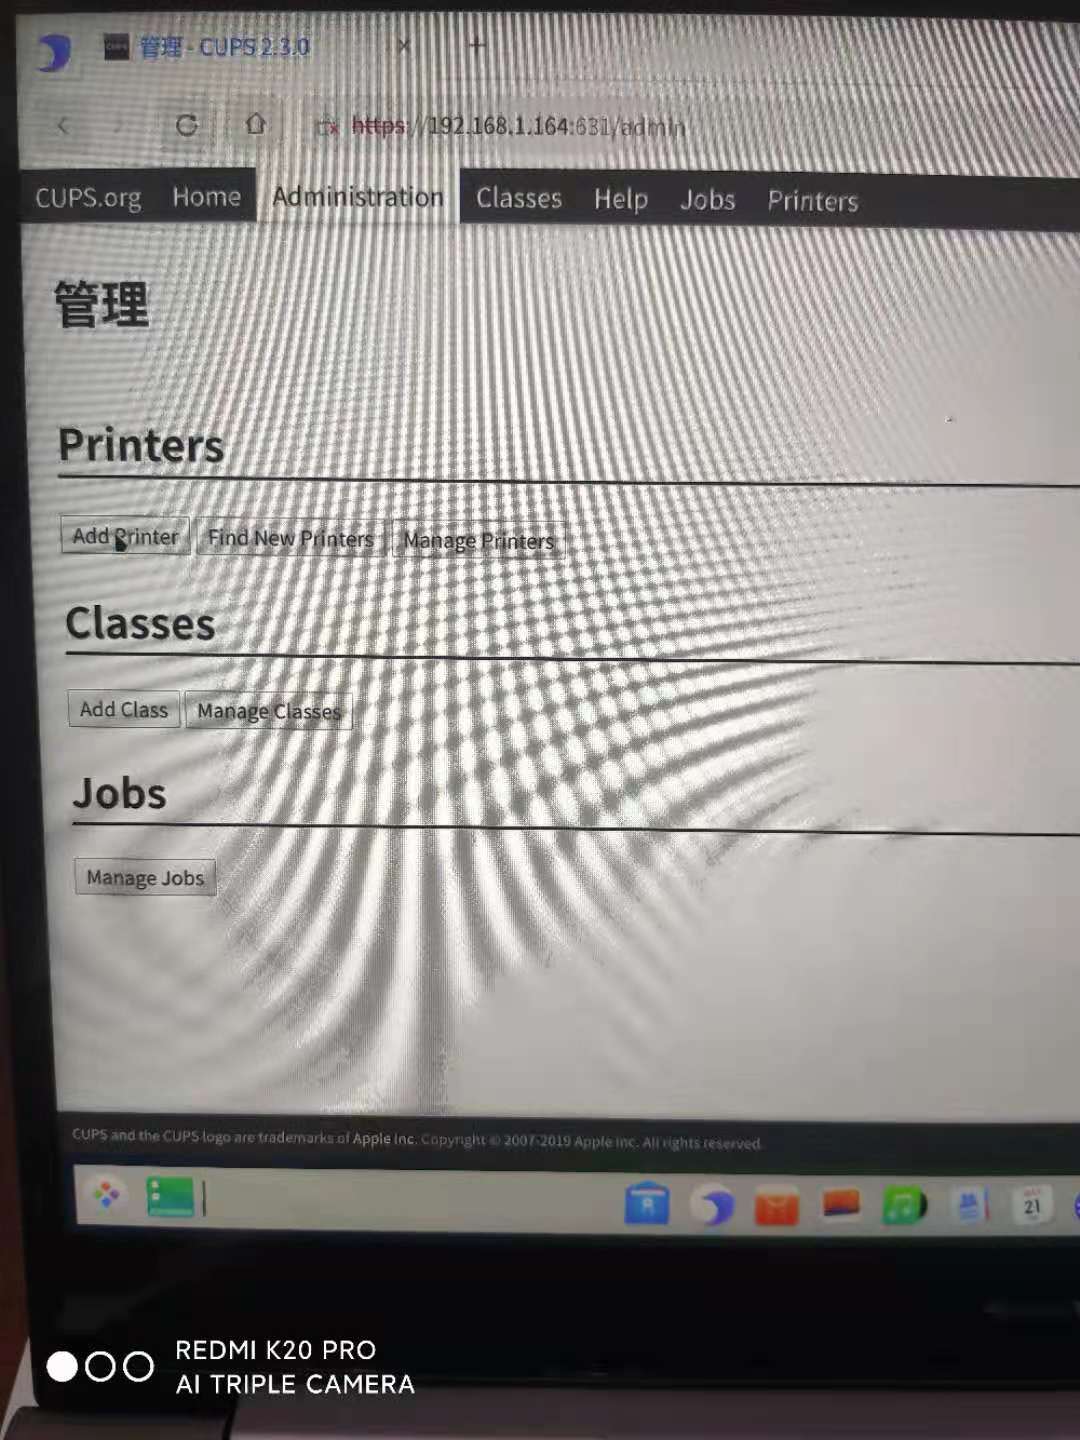 管理 - CUPS 2.3.0
https://192.168.1.164:631/admin
CUPS.org Home Administration Classes Help Jobs Printers
管理
Printers
Add Printer Find New Printers Manage Printers
Classes
Add Class Manage Classes
Jobs
Manage Jobs
CUPS and the CUPS logo are trademarks of Apple Inc. Copyright © 2007-2019 Apple Inc. All rights reserved.
21
REDMI K20 PRO
AI TRIPLE CAMERA